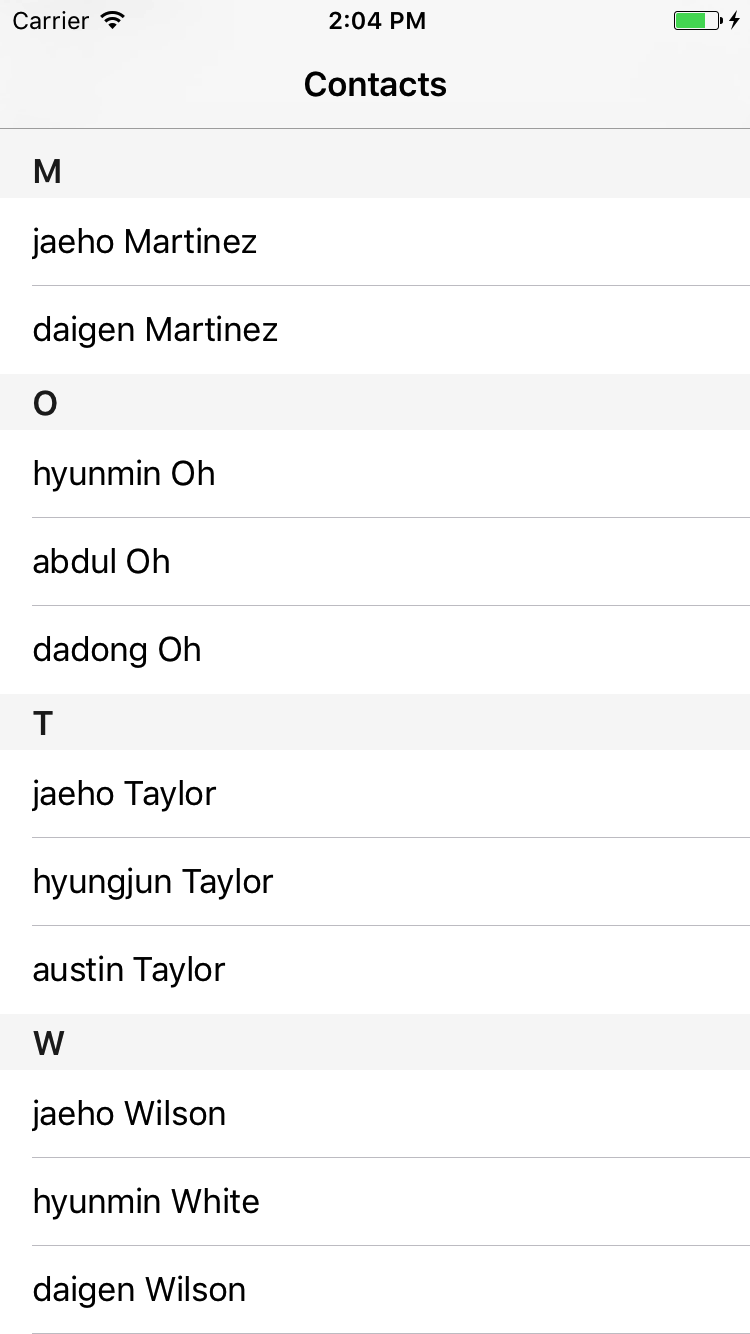 Carrier 2:04 PM
Contacts
M
jaeho Martinez
daigen Martinez
O
hyunmin Oh
abdul Oh
dadong Oh
T
jaeho Taylor
hyungjun Taylor
austin Taylor
W
jaeho Wilson
hyunmin White
daigen Wilson